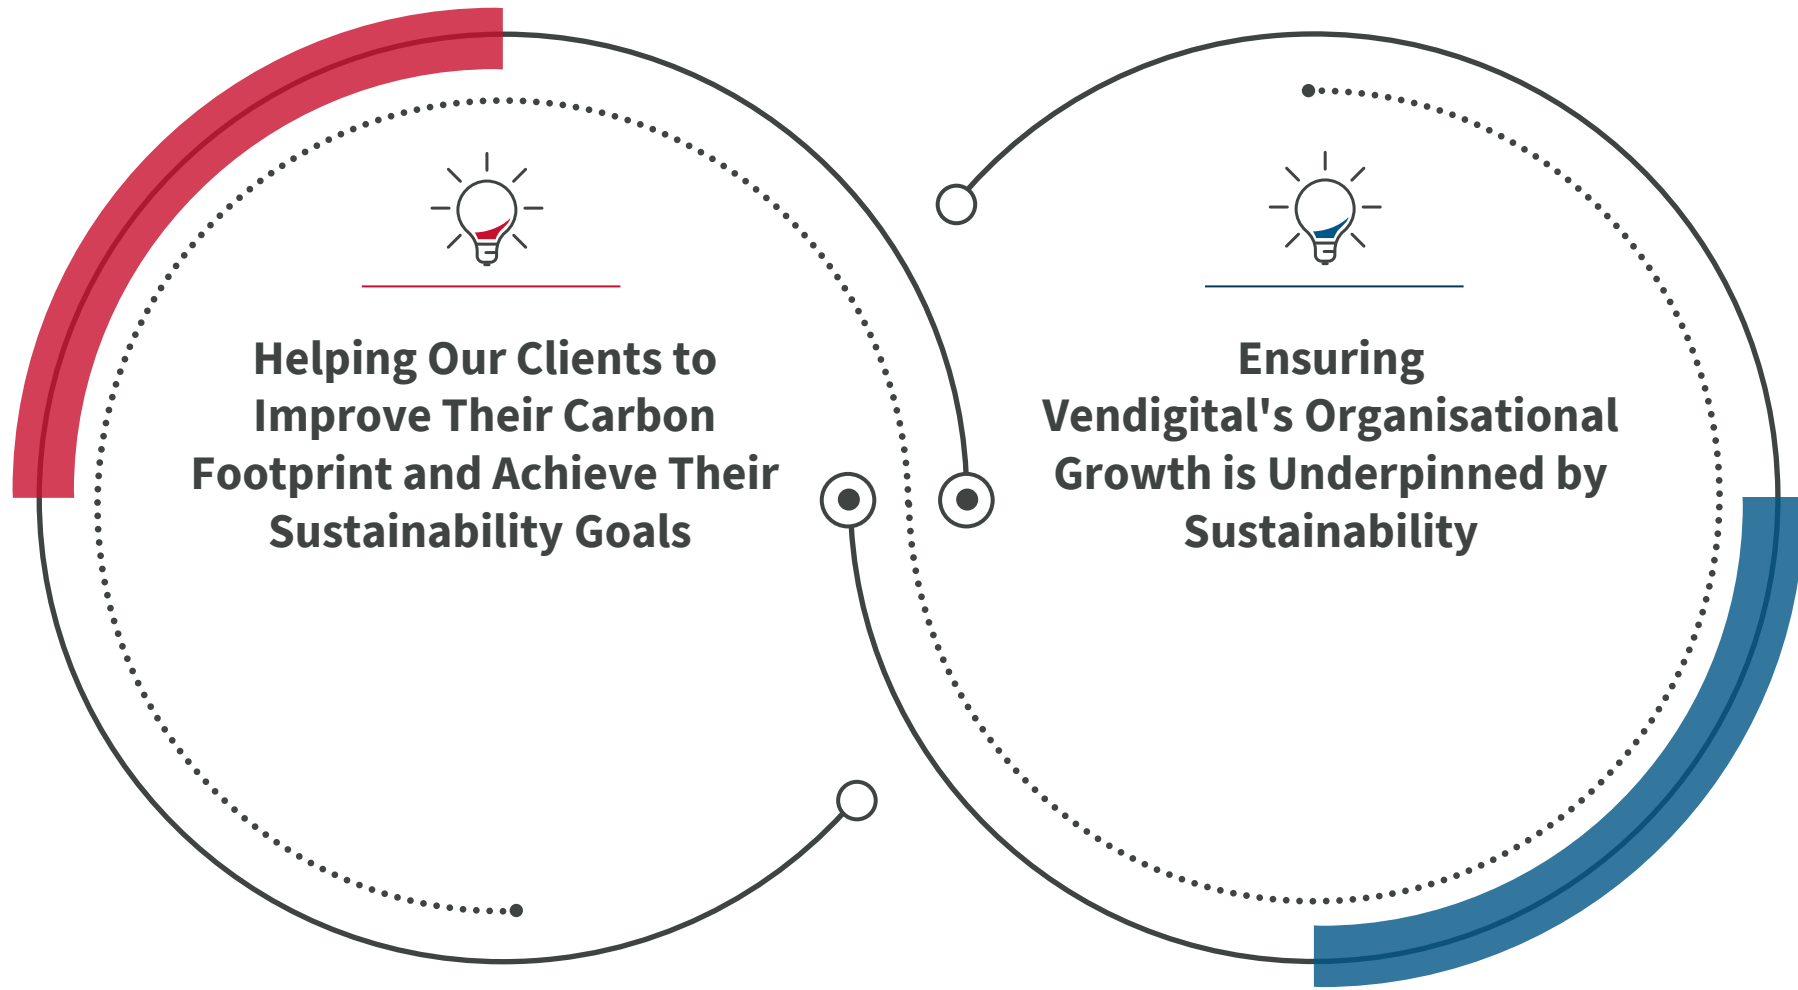 Helping Our Clients to
Improve Their Carbon
Footprint and Achieve Their
Sustainability Goals
Ensuring
Vendigital's Organisational
Growth is Underpinned by
Sustainability